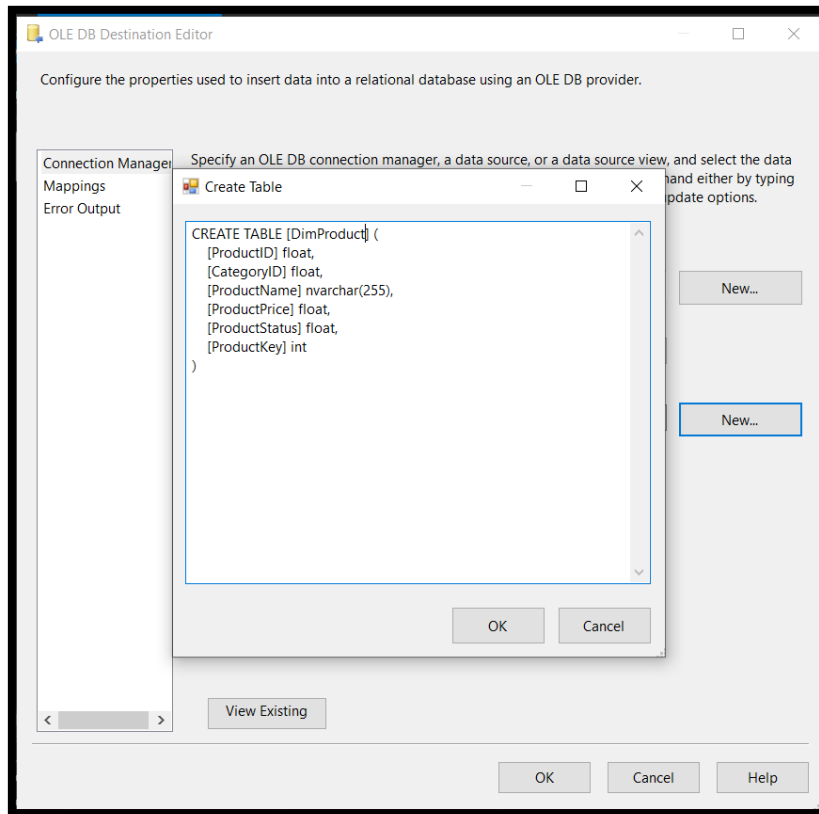 OLE DB Destination Editor
Configure the properties used to insert data into a relational database using an OLE DB provider.
Connection Manager
Mappings
Error Output
Specify an OLE DB connection manager, a data source, or a data source view, and select the data
mand either by typing
update options.
Create Table
CREATE TABLE [DimProduct] (
[ProductID] float,
[CategoryID] float,
[ProductName] nvarchar(255),
[ProductPrice] float,
[ProductStatus] float,
[ProductKey] int
)
OK
Cancel
New...
New...
View Existing
OK
Cancel
Help